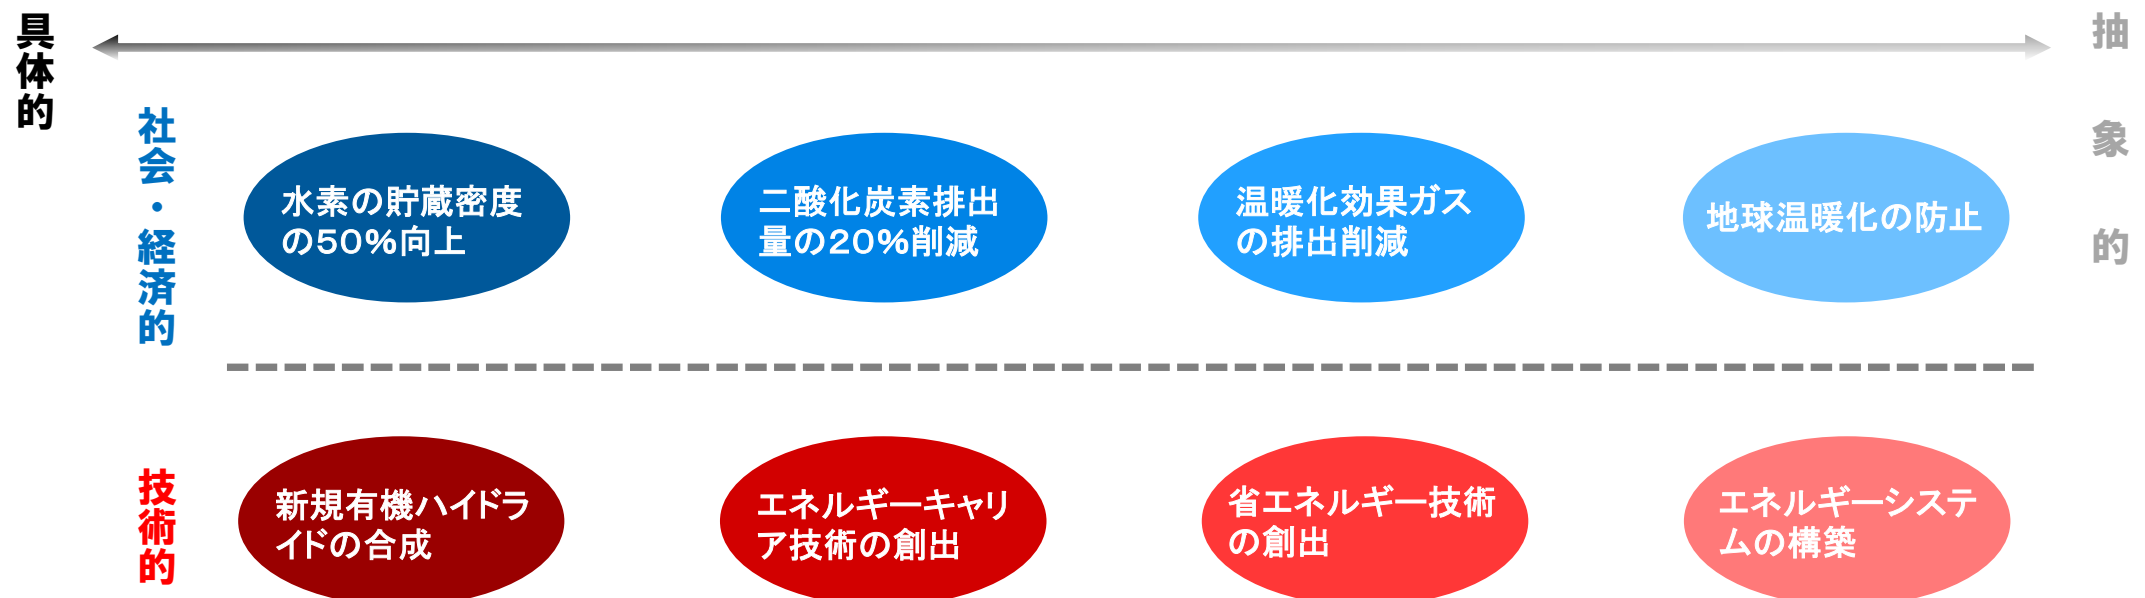 具体的
抽象的
社会・経済的
水素の貯蔵密度
の50%向上
二酸化炭素排出
量の20%削減
温暖化効果ガス
の排出削減
地球温暖化の防止
技術的
新規有機ハイドラ
イドの合成
エネルギーキャリ
ア技術の創出
省エネルギー技術
の創出
エネルギーシステ
ムの構築